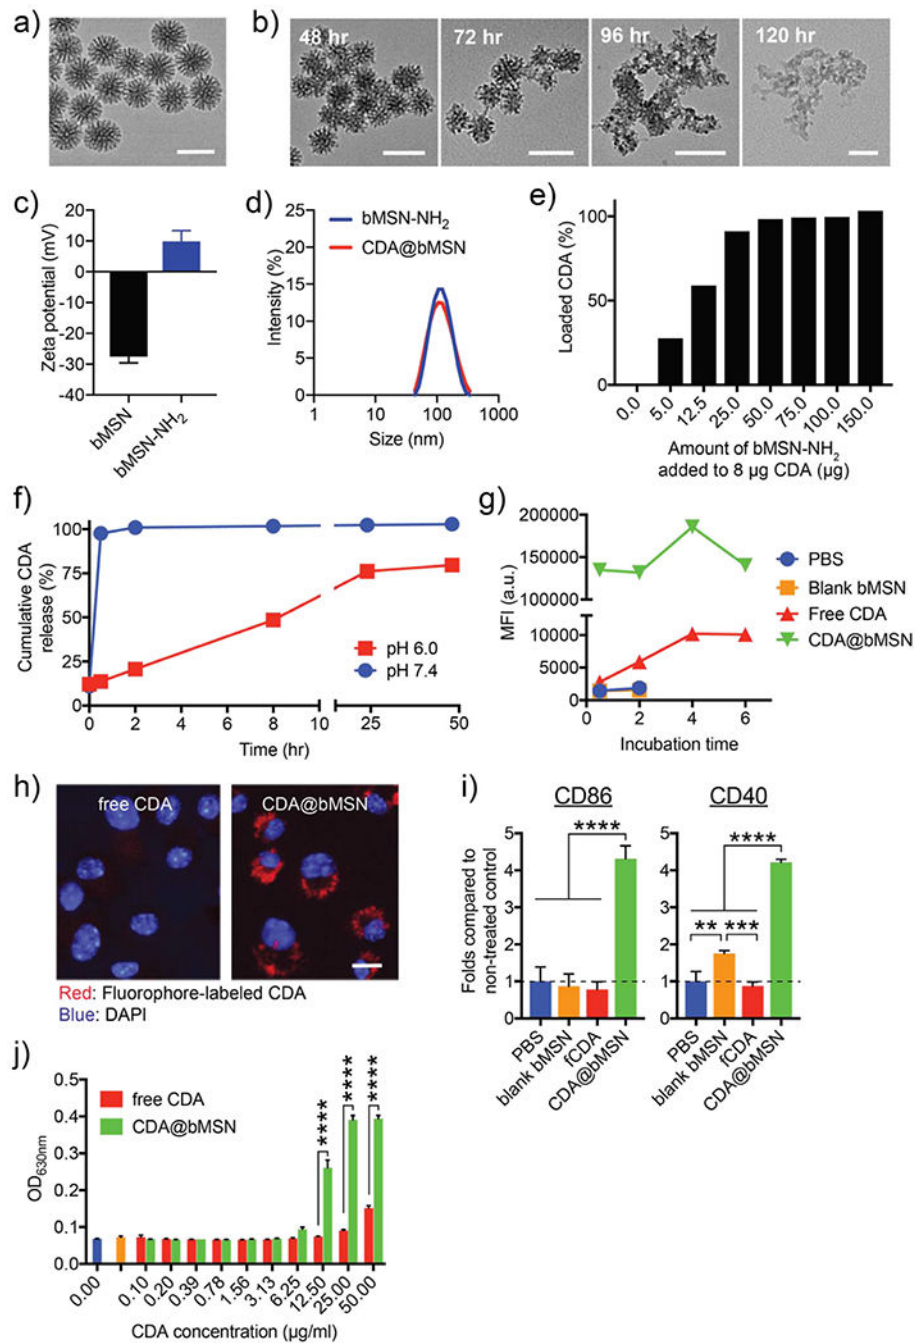 a)
b)
48 hr
72 hr
96 hr
120 hr
c)
Zeta potential (mV)
20
10
0
-10
-20
-30
-40
bMSN
bMSN-NH₂
d)
bMSN-NH₂
CDA@bMSN
Intensity (%)
25
20
15
10
5
0
1
10
100
1000
Size (nm)
e)
Loaded CDA (%)
100
50
0
0.0
5.0
12.5
25.0
50.0
75.0
100.0
150.0
Amount of bMSN-NH₂
added to 8 µg CDA (µg)
f)
Cumulative CDA
release (%)
100
75
50
25
0
0
2
4
6
8
10
25
50
Time (hr)
pH 6.0
pH 7.4
g)
MFI (a.u.)
200000
150000
100000
10000
5000
0
0
2
4
6
Incubation time
PBS
Blank bMSN
Free CDA
CDA@bMSN
h)
free CDA
CDA@bMSN
Red: Fluorophore-labeled CDA
Blue: DAPI
i)
CD86
CD40
Folds compared to
non-treated control
5
4
3
2
1
0
****
PBS
blank bMSN
fCDA
CDA@bMSN
5
4
3
2
1
0
****
**
***
PBS
blank bMSN
fCDA
CDA@bMSN
j)
OD630nm
0.5
0.4
0.3
0.2
0.1
0.0
free CDA
CDA@bMSN
****
****
****
0.00
0.10
0.20
0.39
0.78
1.56
3.13
6.25
12.50
25.00
50.00
CDA concentration (µg/ml)